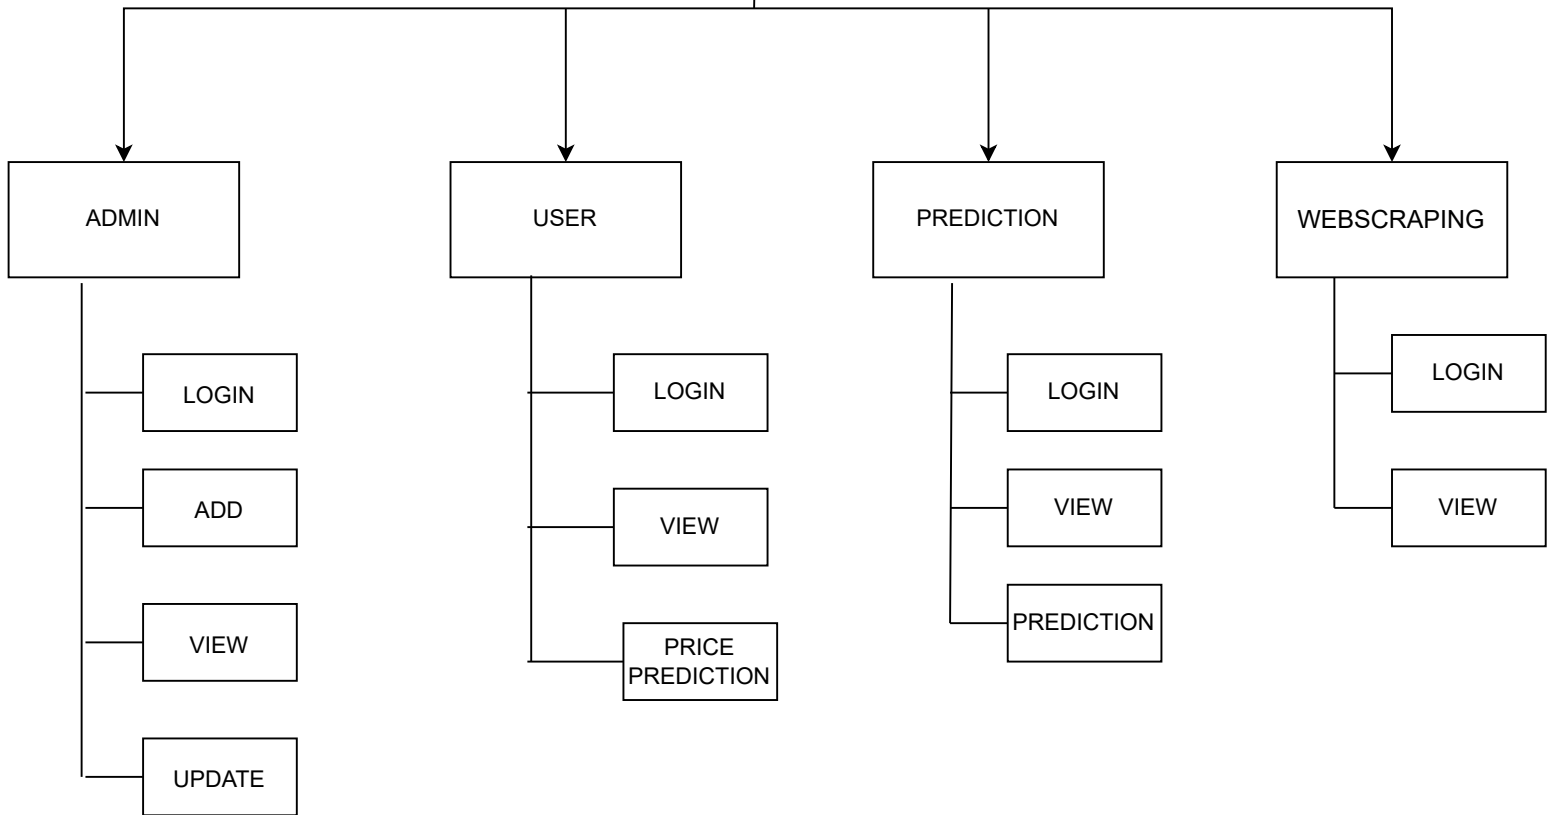 ADMIN
USER
PREDICTION
WEBSCRAPING
LOGIN
ADD
VIEW
UPDATE
LOGIN
VIEW
PRICE
PREDICTION
LOGIN
VIEW
PREDICTION
LOGIN
VIEW